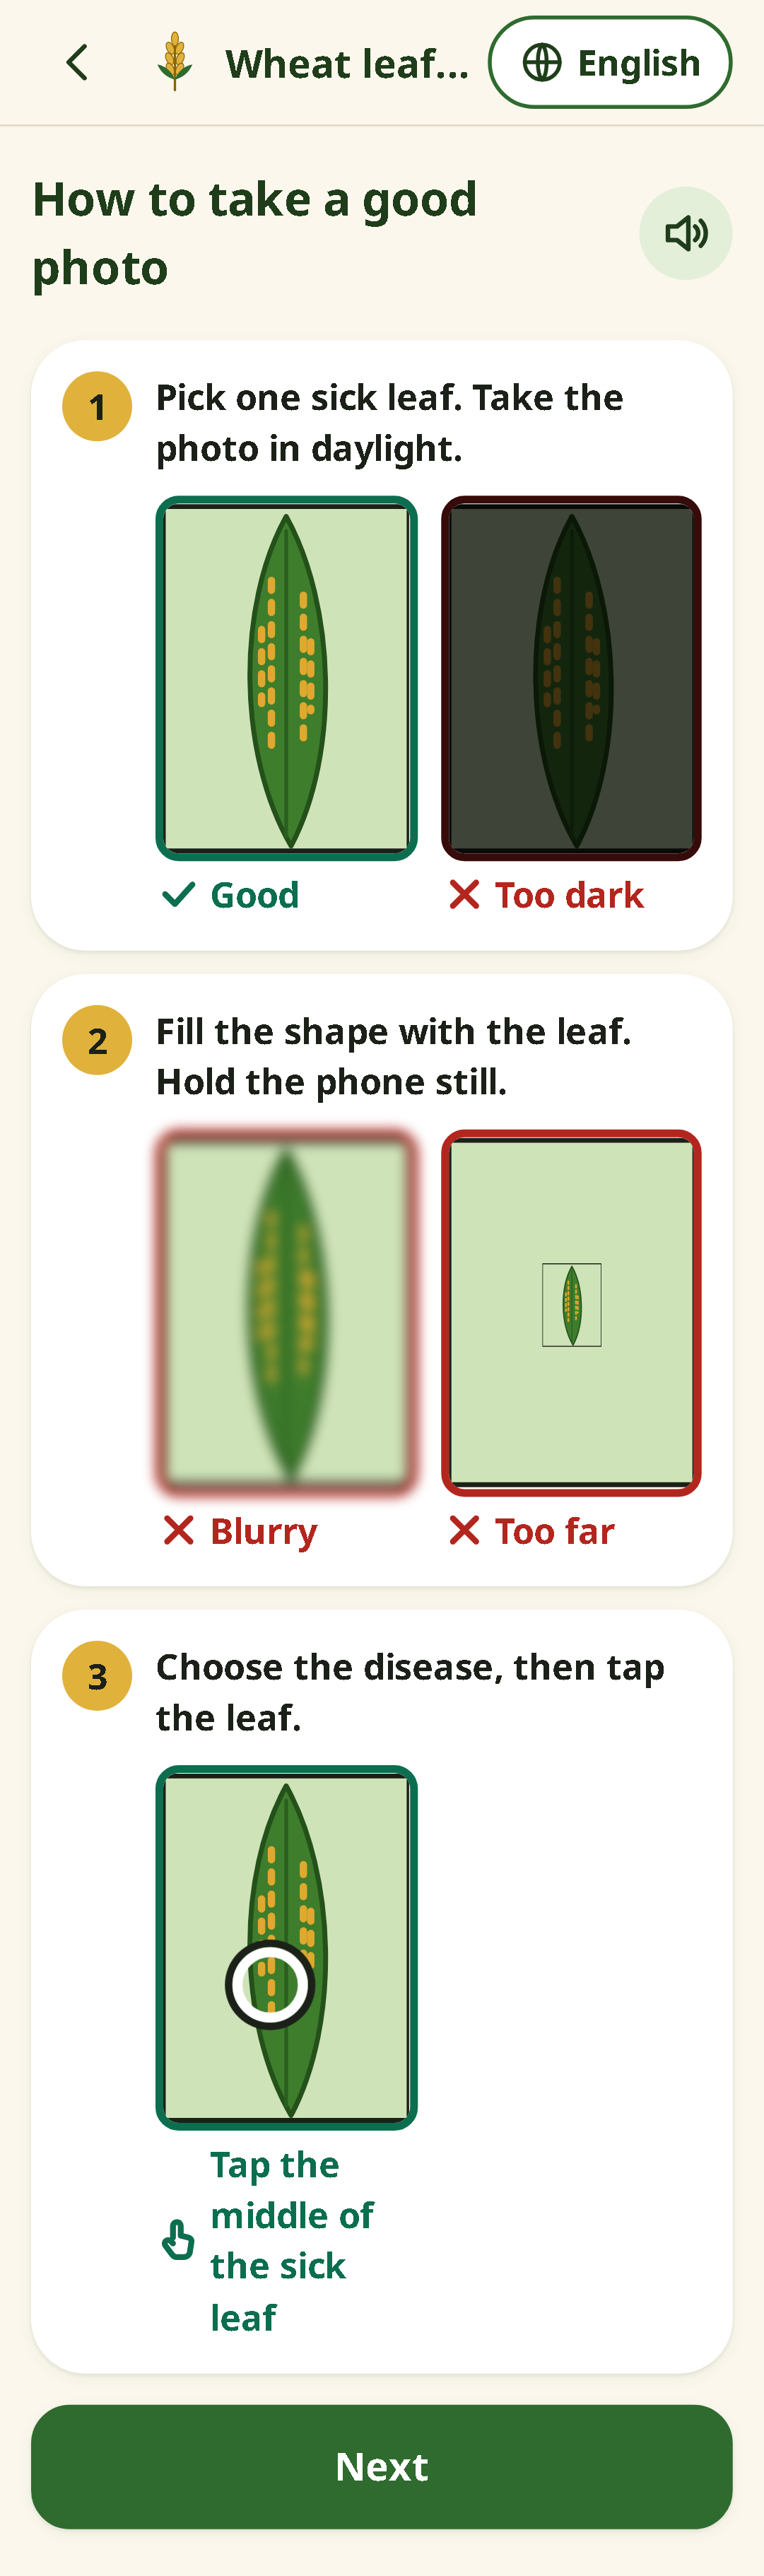 Wheat leaf...
English
How to take a good
photo
1
Pick one sick leaf. Take the
photo in daylight.
Good
Too dark
2
Fill the shape with the leaf.
Hold the phone still.
Blurry
Too far
3
Choose the disease, then tap
the leaf.
Tap the
middle of
the sick
leaf
Next